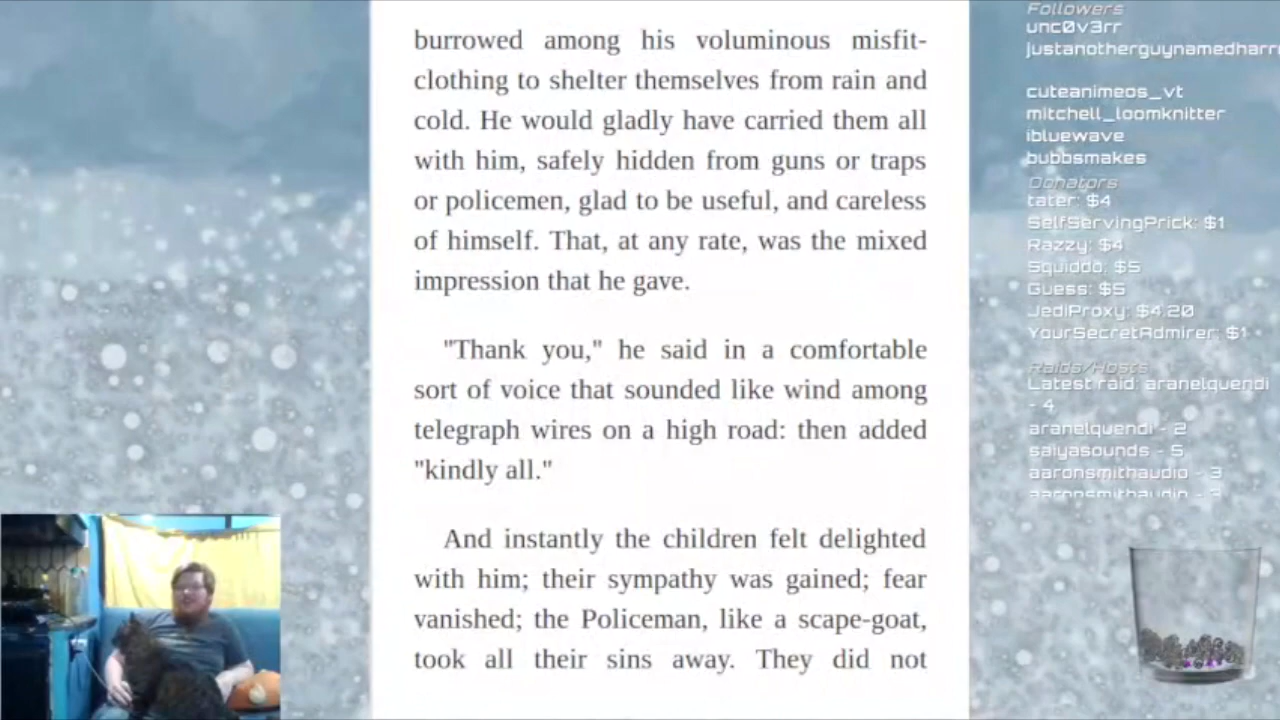 burrowed among his voluminous misfit-
clothing to shelter themselves from rain and
cold. He would gladly have carried them all
with him, safely hidden from guns or traps
or policemen, glad to be useful, and careless
of himself. That, at any rate, was the mixed
impression that he gave.
"Thank you," he said in a comfortable
sort of voice that sounded like wind among
telegraph wires on a high road: then added
"kindly all."
And instantly the children felt delighted
with him; their sympathy was gained; fear
vanished; the Policeman, like a scape-goat,
took all their sins away. They did not
Followers
unc0v3rr
justanotherguynamedharr
cuteanimeos_vt
mitchell_loomknitter
ibluewave
bubbsmakes
Donators
tater: $4
SelfServingPrick: $1
Razzy: $4
Squiddo: $5
Guess: $5
JediProxy: $4.20
YourSecretAdmirer: $1
Raids/Hosts
Latest raid: aranelquendi
- 4
aranelquendi - 2
saiyasounds - 5
aaronsmithaudio - 3
aaronsmithaudio - 3